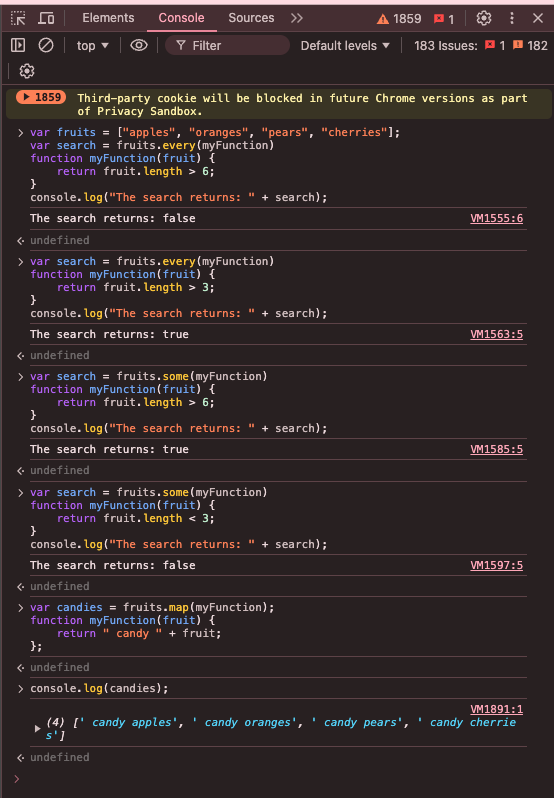 Elements Console Sources 1859 1
top Filter Default levels 183 Issues: 1 182
1859 Third-party cookie will be blocked in future Chrome versions as part
of Privacy Sandbox.
> var fruits = ["apples", "oranges", "pears", "cherries"];
var search = fruits.every(myFunction)
function myFunction(fruit) {
    return fruit.length > 6;
}
console.log("The search returns: " + search);
The search returns: false VM1555:6
undefined
> var search = fruits.every(myFunction)
function myFunction(fruit) {
    return fruit.length > 3;
}
console.log("The search returns: " + search);
The search returns: true VM1563:5
undefined
> var search = fruits.some(myFunction)
function myFunction(fruit) {
    return fruit.length > 6;
}
console.log("The search returns: " + search);
The search returns: true VM1585:5
undefined
> var search = fruits.some(myFunction)
function myFunction(fruit) {
    return fruit.length < 3;
}
console.log("The search returns: " + search);
The search returns: false VM1597:5
undefined
> var candies = fruits.map(myFunction);
function myFunction(fruit) {
    return " candy " + fruit;
};
undefined
> console.log(candies);
VM1891:1
(4) [' candy apples', ' candy oranges', ' candy pears', ' candy cherrie
s']
undefined
>